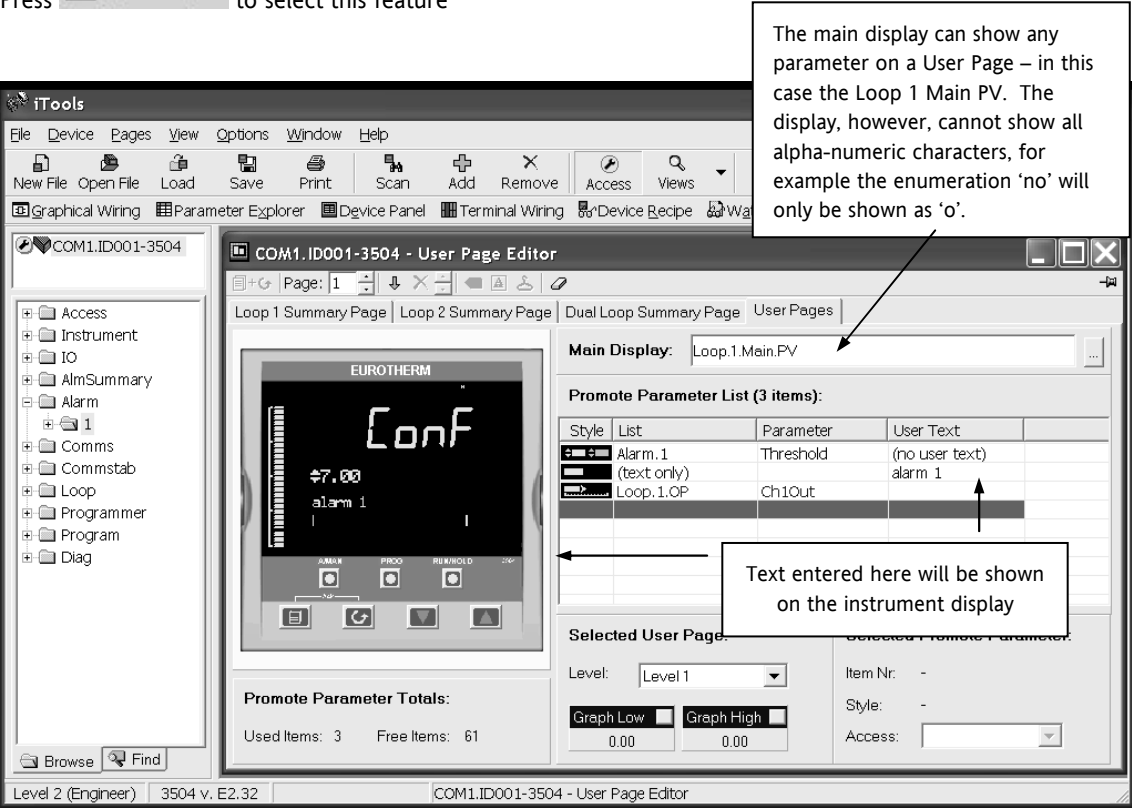 Press to select this feature
The main display can show any
parameter on a User Page – in this
case the Loop 1 Main PV. The
display, however, cannot show all
alpha-numeric characters, for
example the enumeration ‘no’ will
only be shown as ‘o’.
iTools
File Device Pages View Options Window Help
New File Open File Load Save Print Scan Add Remove Access Views
Graphical Wiring Parameter Explorer Device Panel Terminal Wiring Device Recipe
COM1.ID001-3504
COM1.ID001-3504 - User Page Editor
Page: 1
Loop 1 Summary Page Loop 2 Summary Page Dual Loop Summary Page User Pages
Access
Instrument
IO
AlmSummary
Alarm
1
Comms
Commstab
Loop
Programmer
Program
Diag
Browse Find
EUROTHERM
ConF
7.00
alarm 1
A/MAN PROG RUN/HOLD
Promote Parameter Totals:
Used Items: 3 Free Items: 61
Main Display: Loop.1.Main.PV ...
Promote Parameter List (3 items):
Style List Parameter User Text
Alarm.1 Threshold (no user text)
(text only) alarm 1
Loop.1.OP Ch1Out
Text entered here will be shown
on the instrument display
Selected User Page: Selected Promote Parameter:
Level: Level 1
Graph Low Graph High
0.00 0.00
Item Nr: -
Style: -
Access:
Level 2 (Engineer) 3504 v. E2.32 COM1.ID001-3504 - User Page Editor